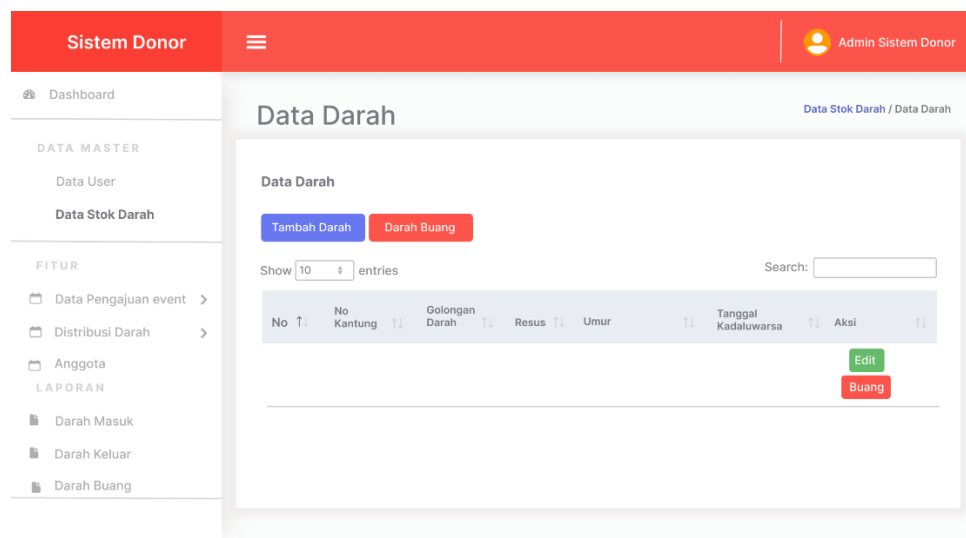 Sistem Donor
Admin Sistem Donor
Dashboard
DATA MASTER
Data User
Data Stok Darah
FITUR
Data Pengajuan event
Distribusi Darah
Anggota
LAPORAN
Darah Masuk
Darah Keluar
Darah Buang
Data Darah
Data Stok Darah / Data Darah
Data Darah
Tambah Darah Darah Buang
Show 10 entries
Search:
No
No
Kantung
Golongan
Darah
Resus
Umur
Tanggal
Kadaluwarsa
Aksi
Edit
Buang